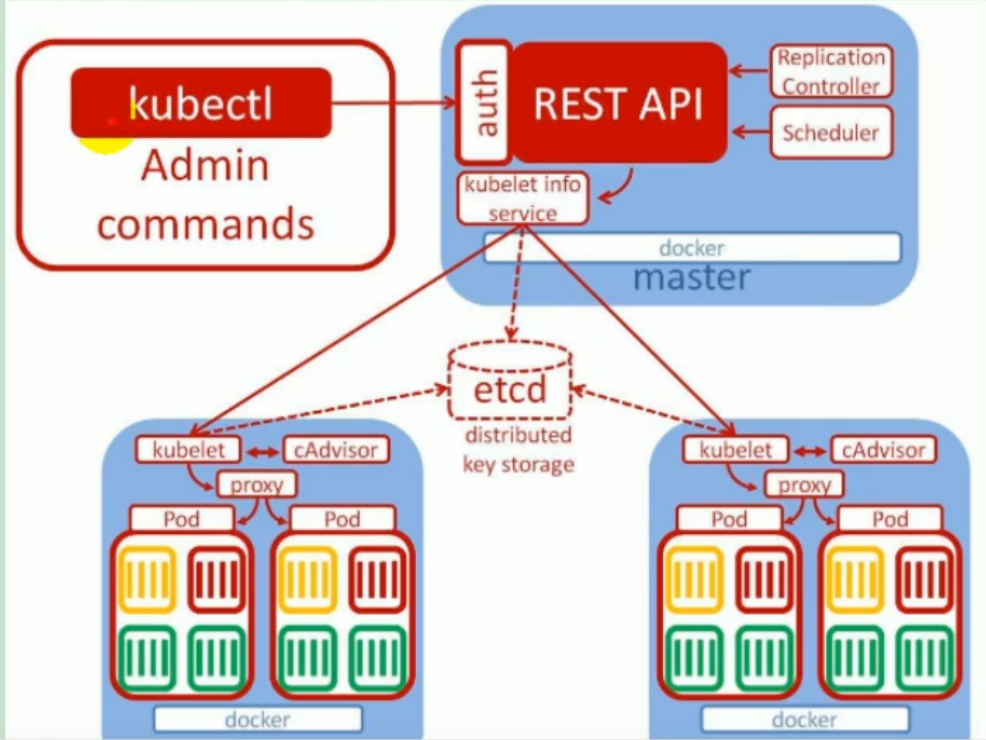 kubectl
Admin
commands
auth
REST API
Replication
Controller
Scheduler
kubelet info
service
docker
master
etcd
distributed
key storage
kubelet
cAdvisor
proxy
Pod
Pod
docker
kubelet
cAdvisor
proxy
Pod
Pod
docker